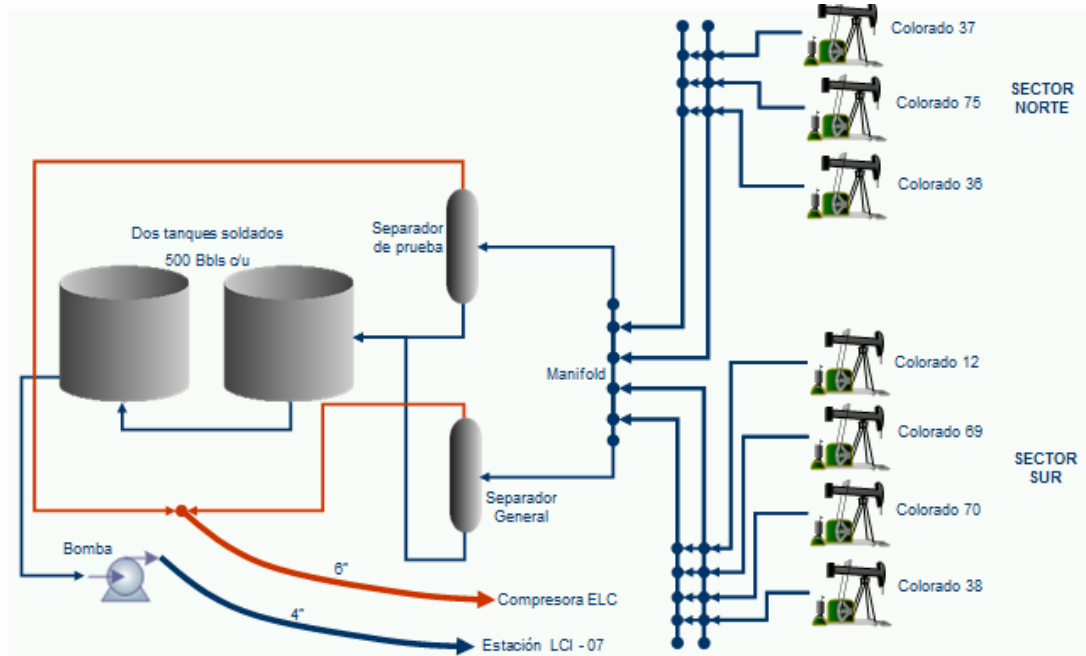 Colorado 37
Colorado 75
SECTOR
NORTE
Colorado 36
Separador
de prueba
Dos tanques soldados
500 Bbls c/u
Manifold
Colorado 12
Colorado 69
SECTOR
SUR
Colorado 70
Colorado 38
Separador
General
Bomba
6"
Compresora ELC
4"
Estación LCI - 07